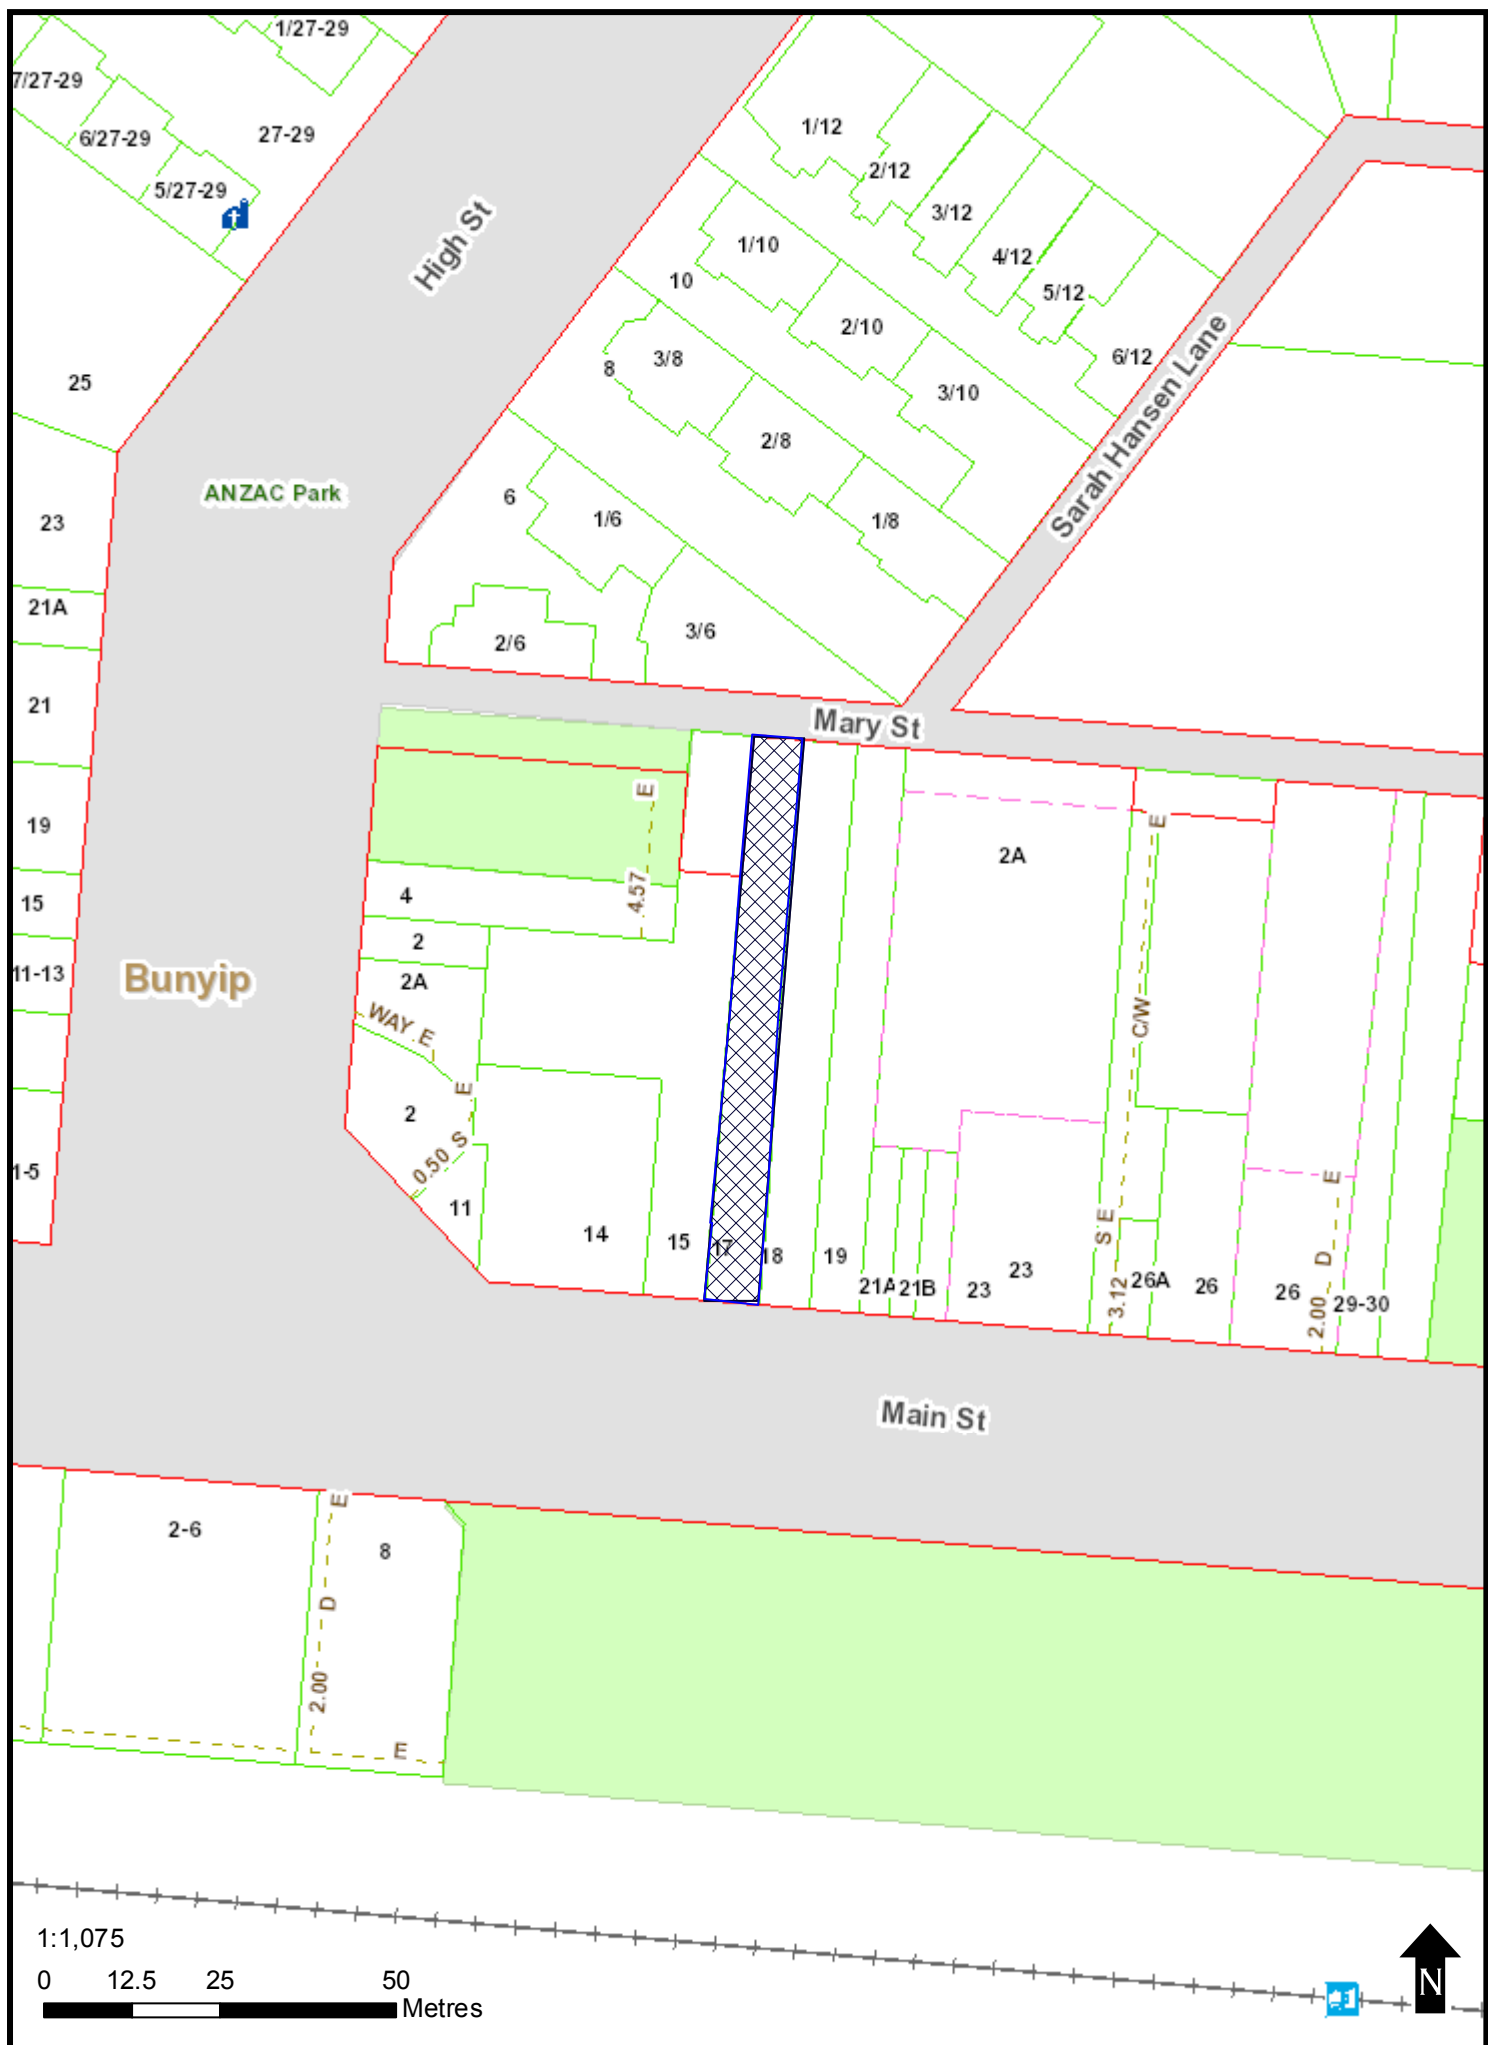 1/27-29
7/27-29
6/27-29
27-29
5/27-29
High St
1/12
2/12
3/12
4/12
5/12
6/12
1/10
10
2/10
3/10
3/8
8
2/8
1/8
Sarah Hansen Lane
25
ANZAC Park
23
6
1/6
21A
2/6
3/6
21
Mary St
19
E
4.57
4
2
2A
15
11-13
Bunyip
WAY E
E
2
0.50 S
11
1-5
14
15
17
18
19
21A
21B
23
23
2A
E
C/W
S E
3.12
26A
26
26
E
D
2.00
29-30
Main St
2-6
E
D
2.00
8
E
1:1,075
0 12.5 25 50
Metres
N